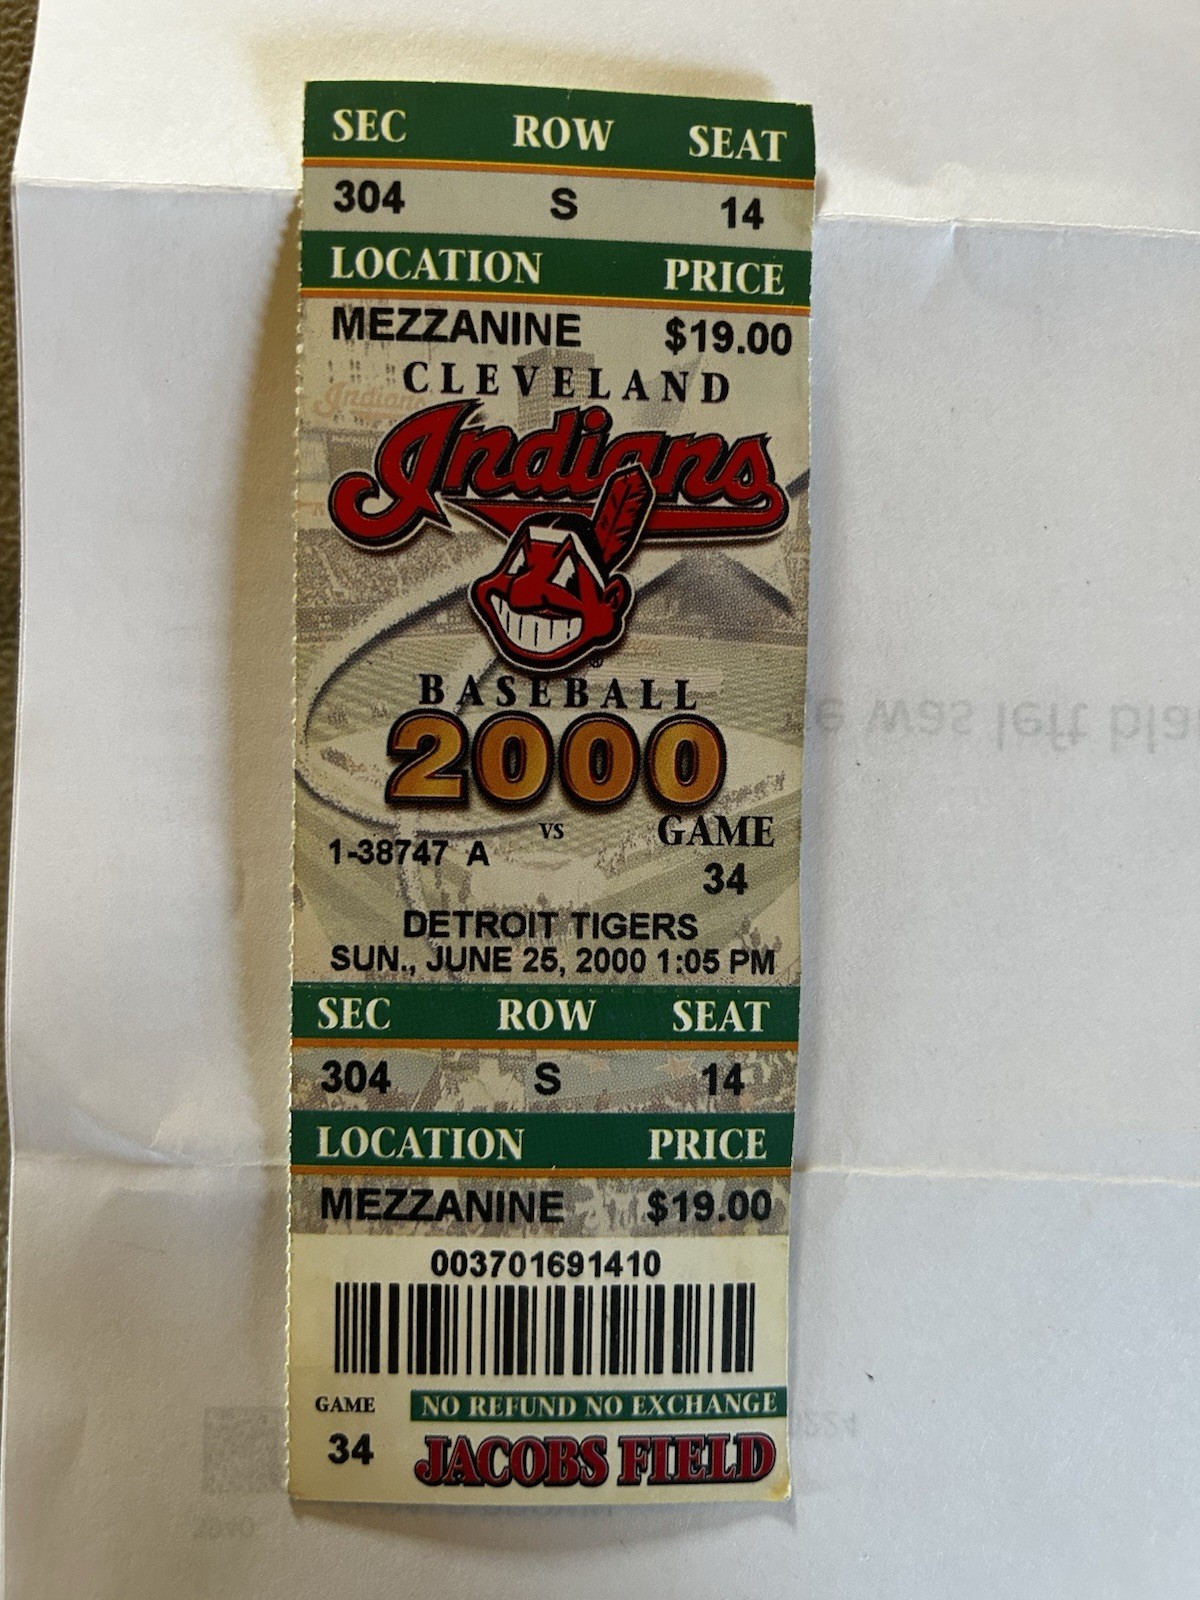 SEC ROW SEAT
304 S 14
LOCATION PRICE
MEZZANINE $19.00
CLEVELAND
Indians
BASEBALL
2000
vs GAME
1-38747 A
34
DETROIT TIGERS
SUN., JUNE 25, 2000 1:05 PM
SEC ROW SEAT
304 S 14
LOCATION PRICE
MEZZANINE $19.00
003701691410
GAME NO REFUND NO EXCHANGE
34 JACOBS FIELD
was left